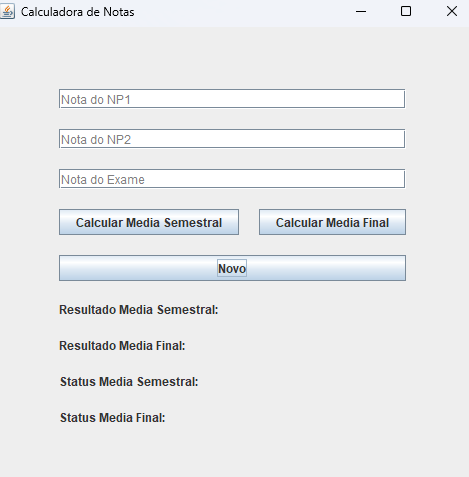 Calculadora de Notas
Nota do NP1
Nota do NP2
Nota do Exame
Calcular Media Semestral Calcular Media Final
Novo
Resultado Media Semestral:
Resultado Media Final:
Status Media Semestral:
Status Media Final: